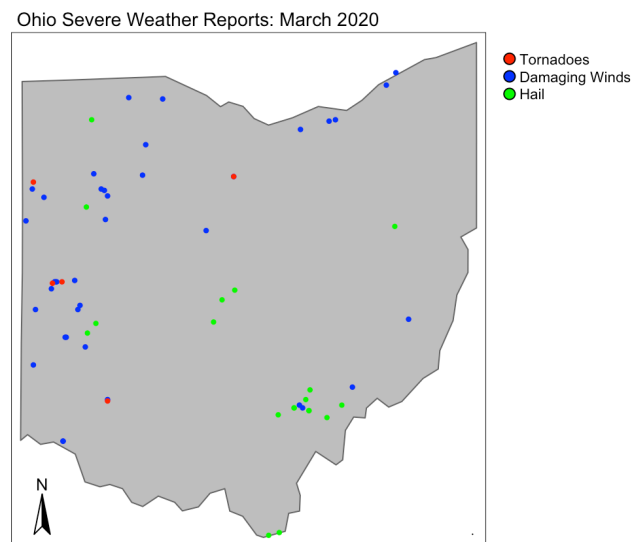 Ohio Severe Weather Reports: March 2020
Tornadoes
Damaging Winds
Hail
N